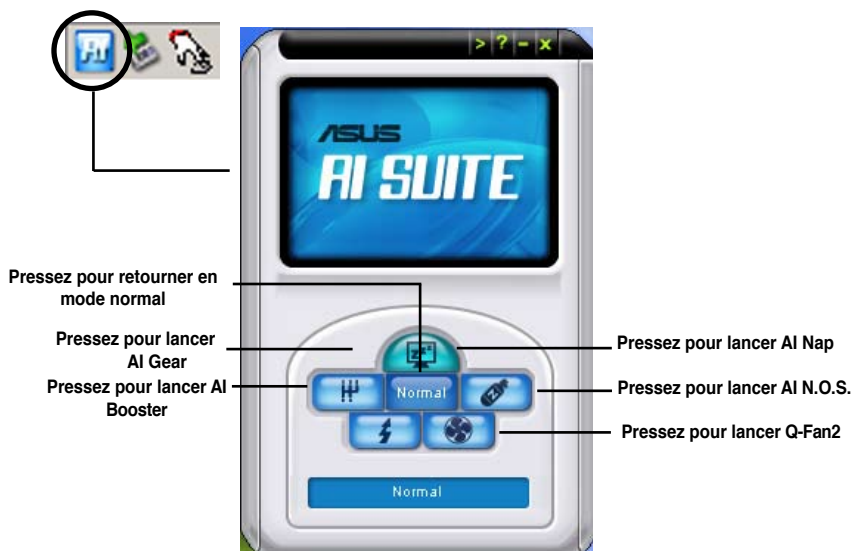 > ? - x
ASUS
AI SUITE
Pressez pour retourner en
mode normal
Pressez pour lancer
AI Gear
Pressez pour lancer AI
Booster
Pressez pour lancer AI Nap
Pressez pour lancer AI N.O.S.
Pressez pour lancer Q-Fan2
zzz
Normal
Normal